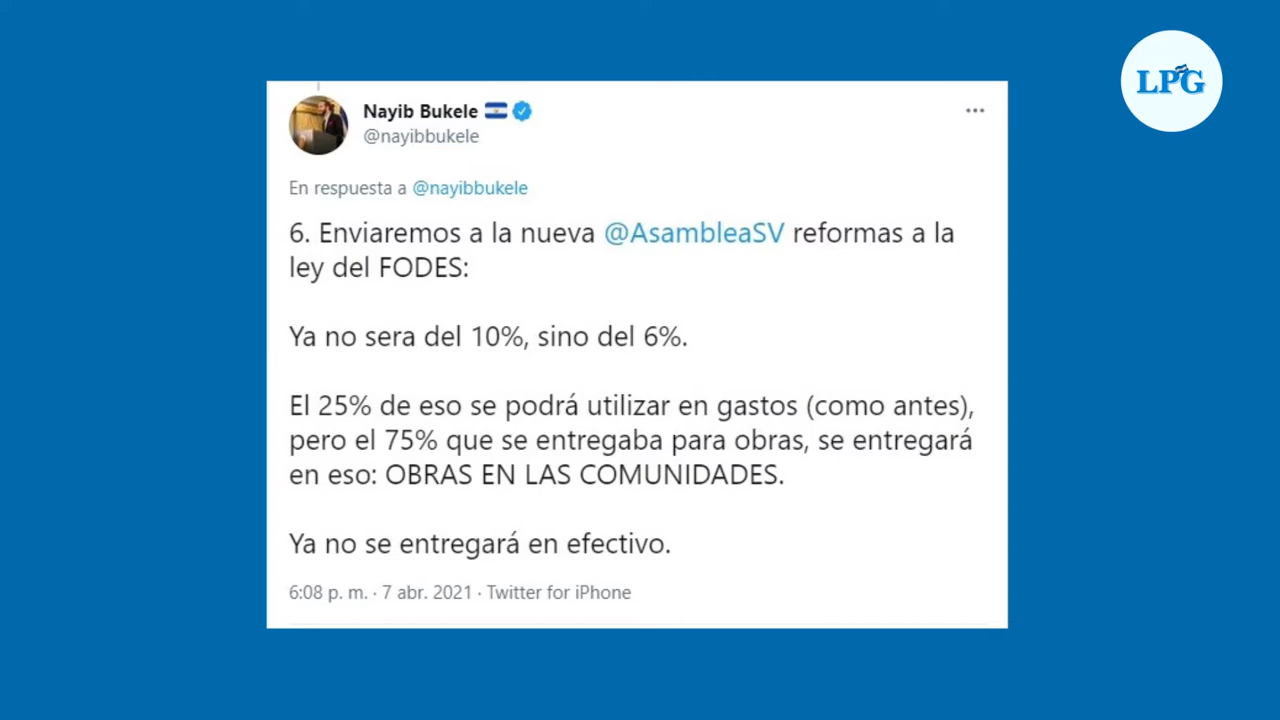 LPG
Nayib Bukele
@nayibbukele
En respuesta a @nayibbukele
6. Enviaremos a la nueva @AsambleaSV reformas a la
ley del FODES:
Ya no sera del 10%, sino del 6%.
El 25% de eso se podrá utilizar en gastos (como antes),
pero el 75% que se entregaba para obras, se entregará
en eso: OBRAS EN LAS COMUNIDADES.
Ya no se entregará en efectivo.
6:08 p. m. · 7 abr. 2021 · Twitter for iPhone